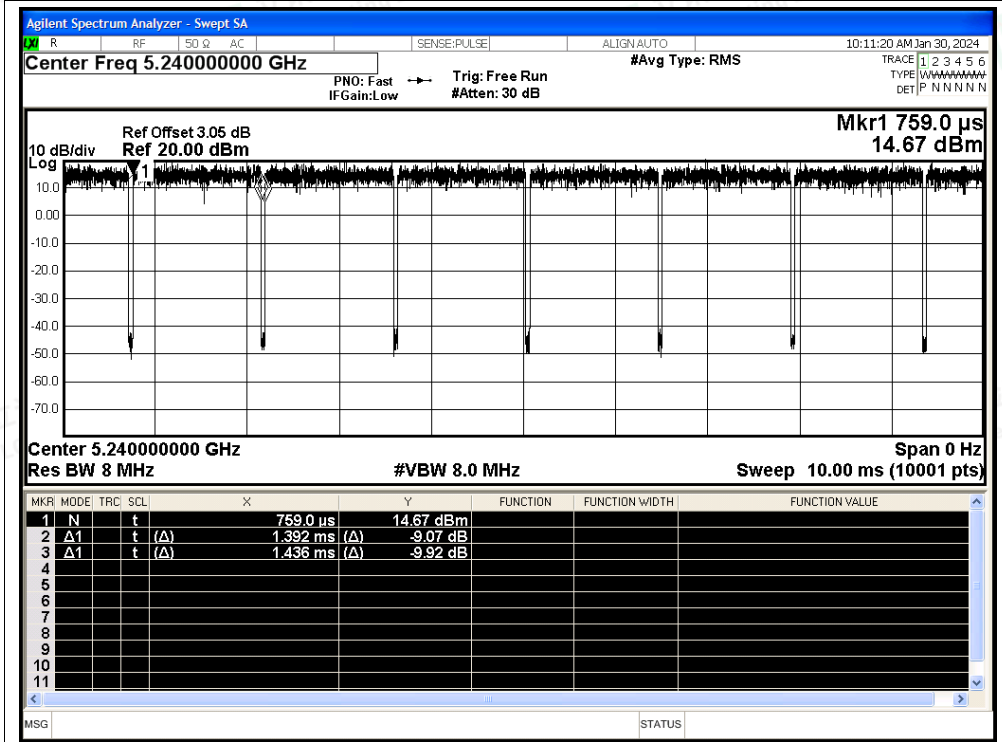 Agilent Spectrum Analyzer - Swept SA
LXI R RF 50 Ω AC SENSE:PULSE ALIGN AUTO 10:11:20 AM Jan 30, 2024
Center Freq 5.240000000 GHz #Avg Type: RMS TRACE 1 2 3 4 5 6
PNO: Fast Trig: Free Run TYPE
IFGain:Low #Atten: 30 dB DET P N N N N N
Mkr1 759.0 µs
Ref Offset 3.05 dB
10 dB/div Ref 20.00 dBm 14.67 dBm
Log
1
10.0
0.00
-10.0
-20.0
-30.0
-40.0
-50.0
-60.0
-70.0
Center 5.240000000 GHz Span 0 Hz
Res BW 8 MHz #VBW 8.0 MHz Sweep 10.00 ms (10001 pts)
MKR MODE TRC SCL X Y FUNCTION FUNCTION WIDTH FUNCTION VALUE
1 N t 759.0 µs 14.67 dBm
2 Δ1 t (Δ) 1.392 ms (Δ) -9.07 dB
3 Δ1 t (Δ) 1.436 ms (Δ) -9.92 dB
4
5
6
7
8
9
10
11
MSG STATUS